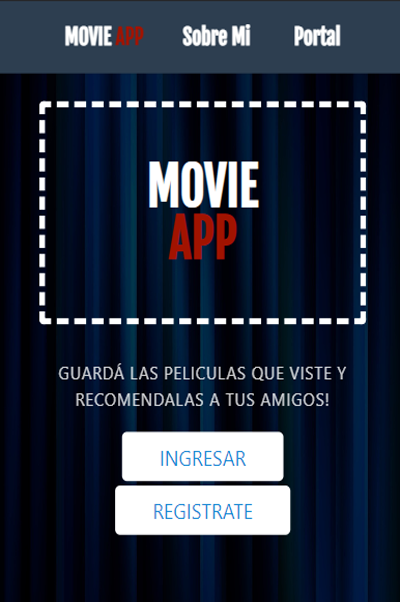 MOVIE APP Sobre Mi Portal
MOVIE
APP
GUARDÁ LAS PELICULAS QUE VISTE Y
RECOMENDALAS A TUS AMIGOS!
INGRESAR
REGISTRATE